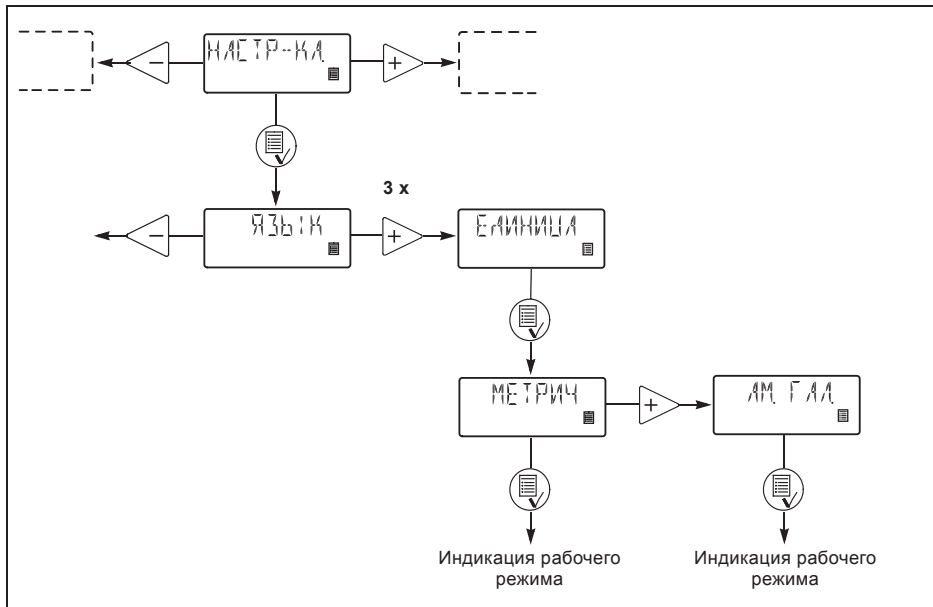 НАСТР-КА
−
+
3 x
ЯЗЫК
−
+
ЕДИНИЦА
МЕТРИЧ
+
АМ. ГАЛ.
Индикация рабочего
режима
Индикация рабочего
режима